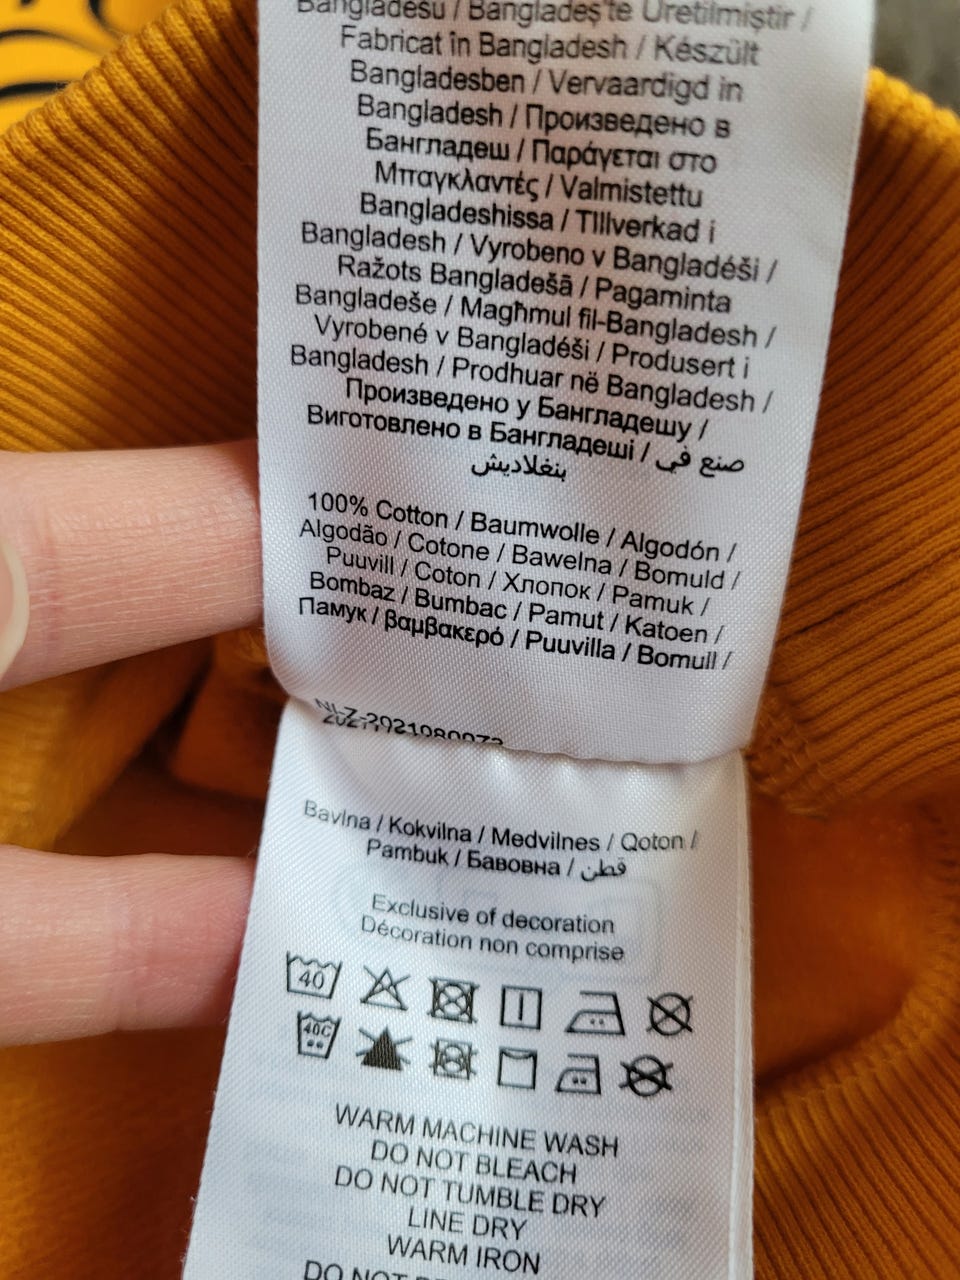 Bangladeşu / Bangladeş'te Üretilmiştir /
Fabricat în Bangladesh / Készült
Bangladesben / Vervaardigd in
Bangladesh / Произведено в
Бангладеш / Παράγεται στο
Μπαγκλαντές / Valmistettu
Bangladeshissa / TIllverkad i
Bangladesh / Vyrobeno v Bangladéši /
Ražots Bangladešā / Pagaminta
Bangladeše / Magħmul fil-Bangladesh /
Vyrobené v Bangladéši / Produsert i
Bangladesh / Prodhuar në Bangladesh /
Произведено у Бангладешу /
Виготовлено в Бангладеші / صنع في
بنغلاديش
100% Cotton / Baumwolle / Algodón /
Algodão / Cotone / Bawełna / Bomuld /
Puuvill / Coton / Хлопок / Pamuk /
Bombaz / Bumbac / Pamut / Katoen /
Памук / βαμβακερό / Puuvilla / Bomull /
Bavlna / Kokvilna / Medvilnes / Qoton /
Pambuk / Бавовна / قطن
Exclusive of decoration
Décoration non comprise
40
40C
WARM MACHINE WASH
DO NOT BLEACH
DO NOT TUMBLE DRY
LINE DRY
WARM IRON
DO NOT